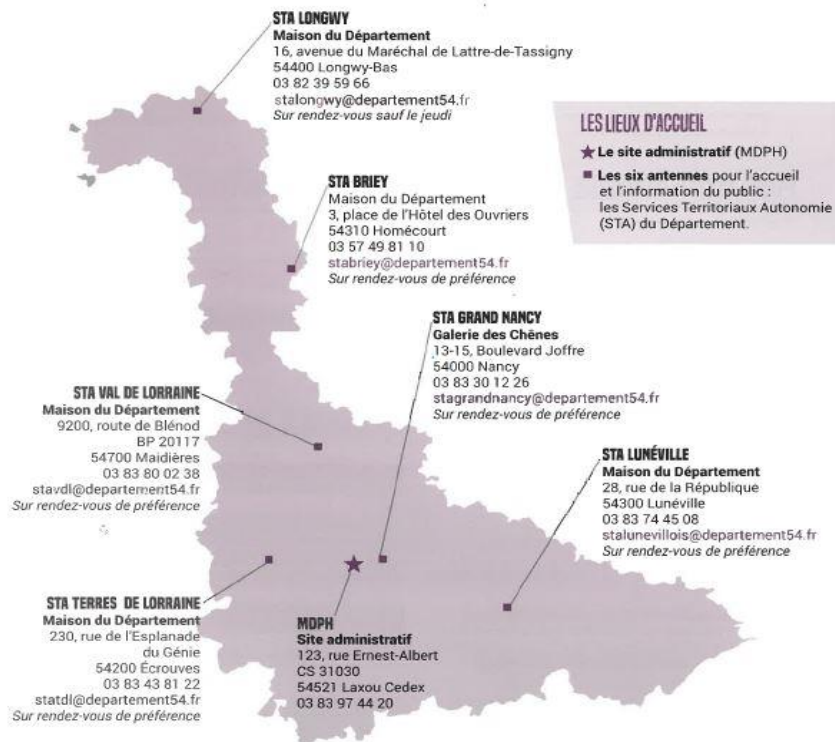 STA LONGWY
Maison du Département
16, avenue du Maréchal de Lattre-de-Tassigny
54400 Longwy-Bas
03 82 39 59 66
stalongwy@departement54.fr
Sur rendez-vous sauf le jeudi
LES LIEUX D'ACCUEIL
Le site administratif (MDPH)
Les six antennes pour l'accueil
et l'information du public :
les Services Territoriaux Autonomie
(STA) du Département.
STA BRIEY
Maison du Département
3, place de l'Hôtel des Ouvriers
54310 Homécourt
03 57 49 81 10
stabriey@departement54.fr
Sur rendez-vous de préférence
STA GRAND NANCY
Galerie des Chênes
13-15, Boulevard Joffre
54000 Nancy
03 83 30 12 26
stagrandnancy@departement54.fr
Sur rendez-vous de préférence
STA VAL DE LORRAINE
Maison du Département
9200, route de Blénod
BP 20117
54700 Maidières
03 83 80 02 38
stavdl@departement54.fr
Sur rendez-vous de préférence
STA LUNÉVILLE
Maison du Département
28, rue de la République
54300 Lunéville
03 83 74 45 08
stalunevillois@departement54.fr
Sur rendez-vous de préférence
STA TERRES DE LORRAINE
Maison du Département
230, rue de l'Esplanade
du Génie
54200 Écrouves
03 83 43 81 22
statdl@departement54.fr
Sur rendez-vous de préférence
MDPH
Site administratif
123, rue Ernest-Albert
CS 31030
54521 Laxou Cedex
03 83 97 44 20